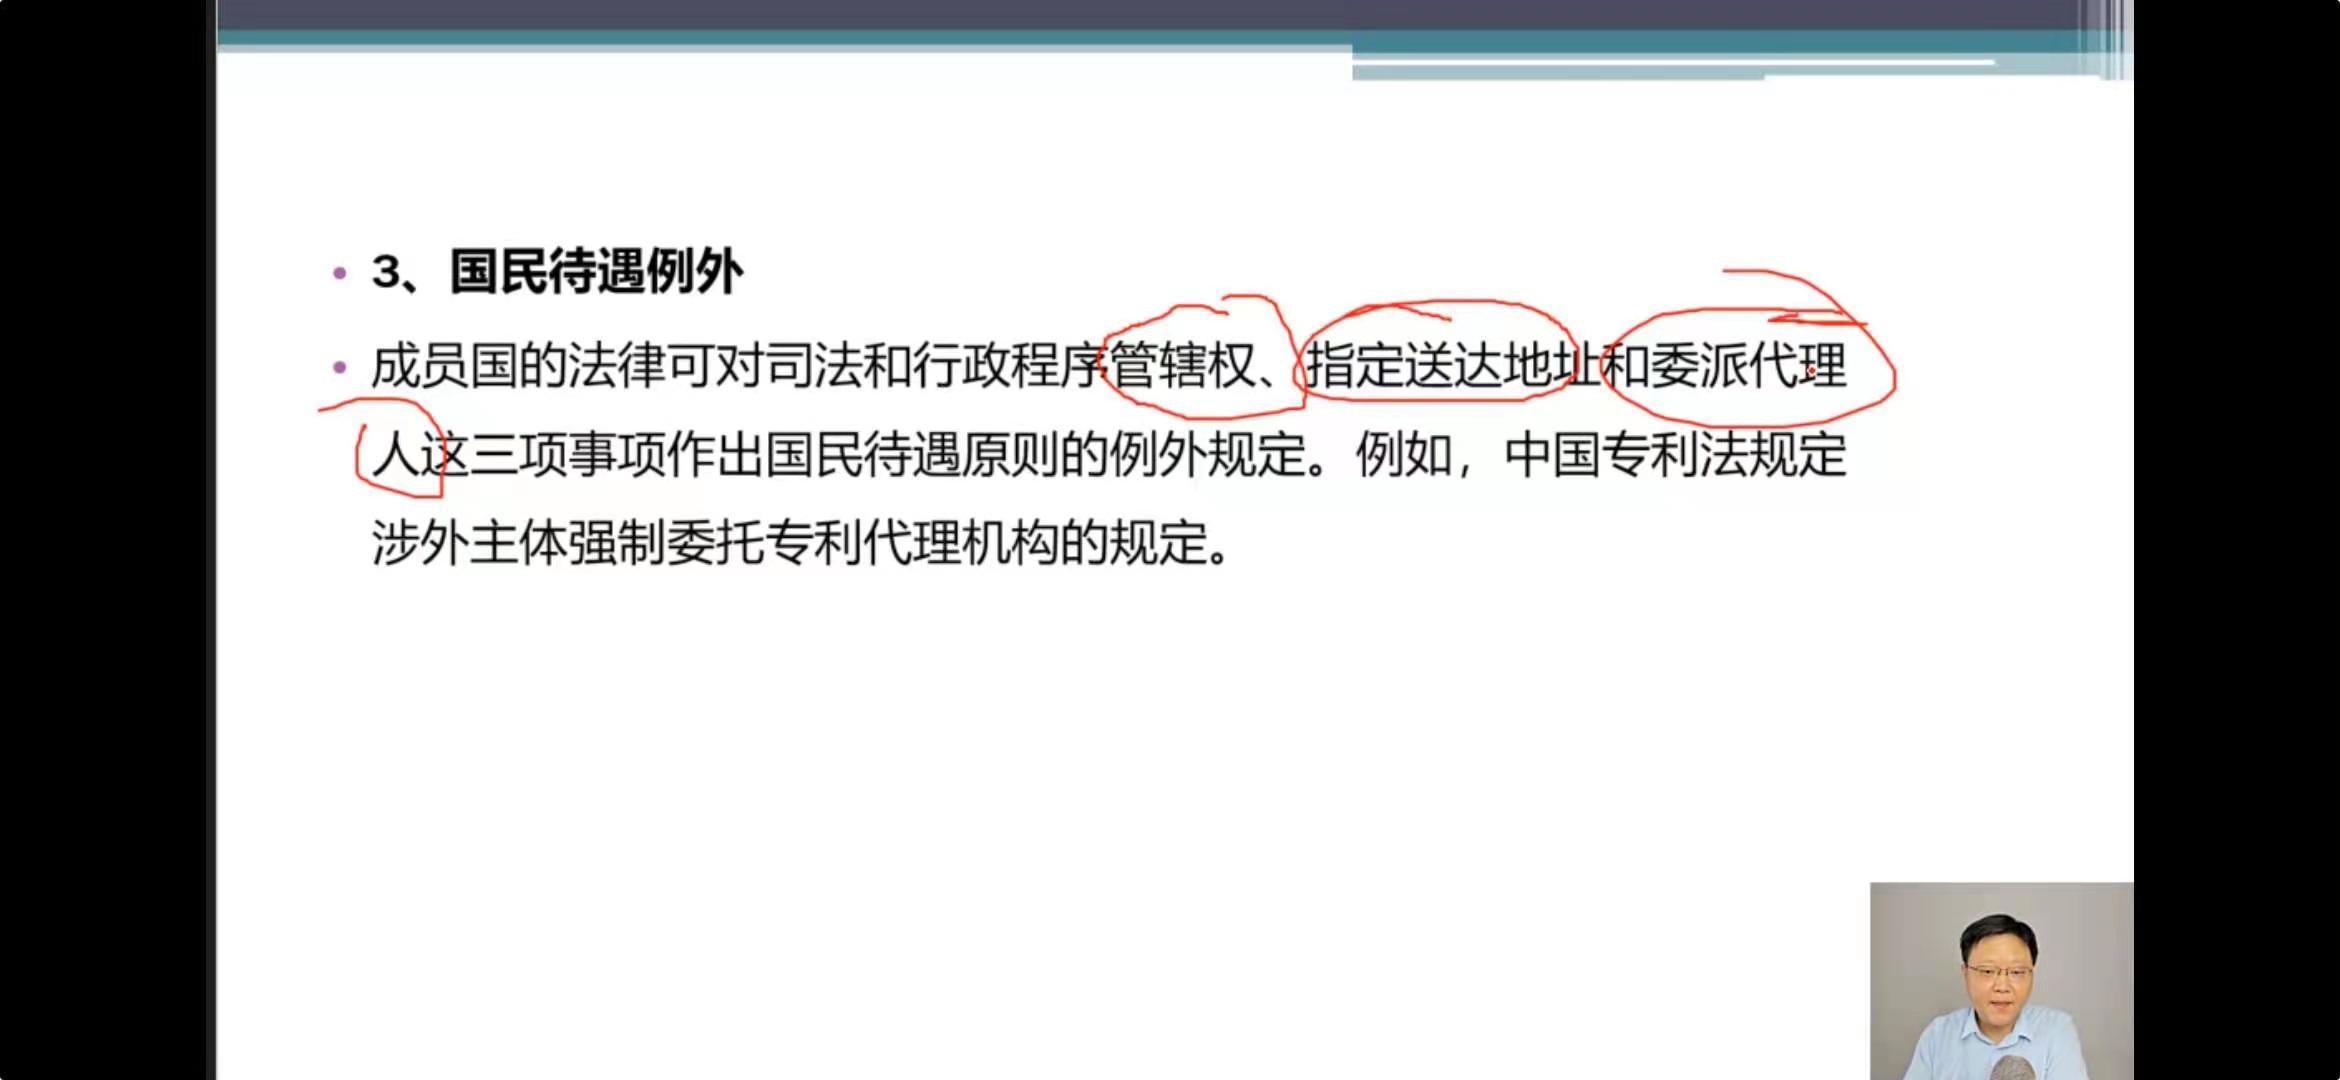 3、国民待遇例外
成员国的法律可对司法和行政程序管辖权、指定送达地址和委派代理
人这三项事项作出国民待遇原则的例外规定。例如，中国专利法规定
涉外主体强制委托专利代理机构的规定。